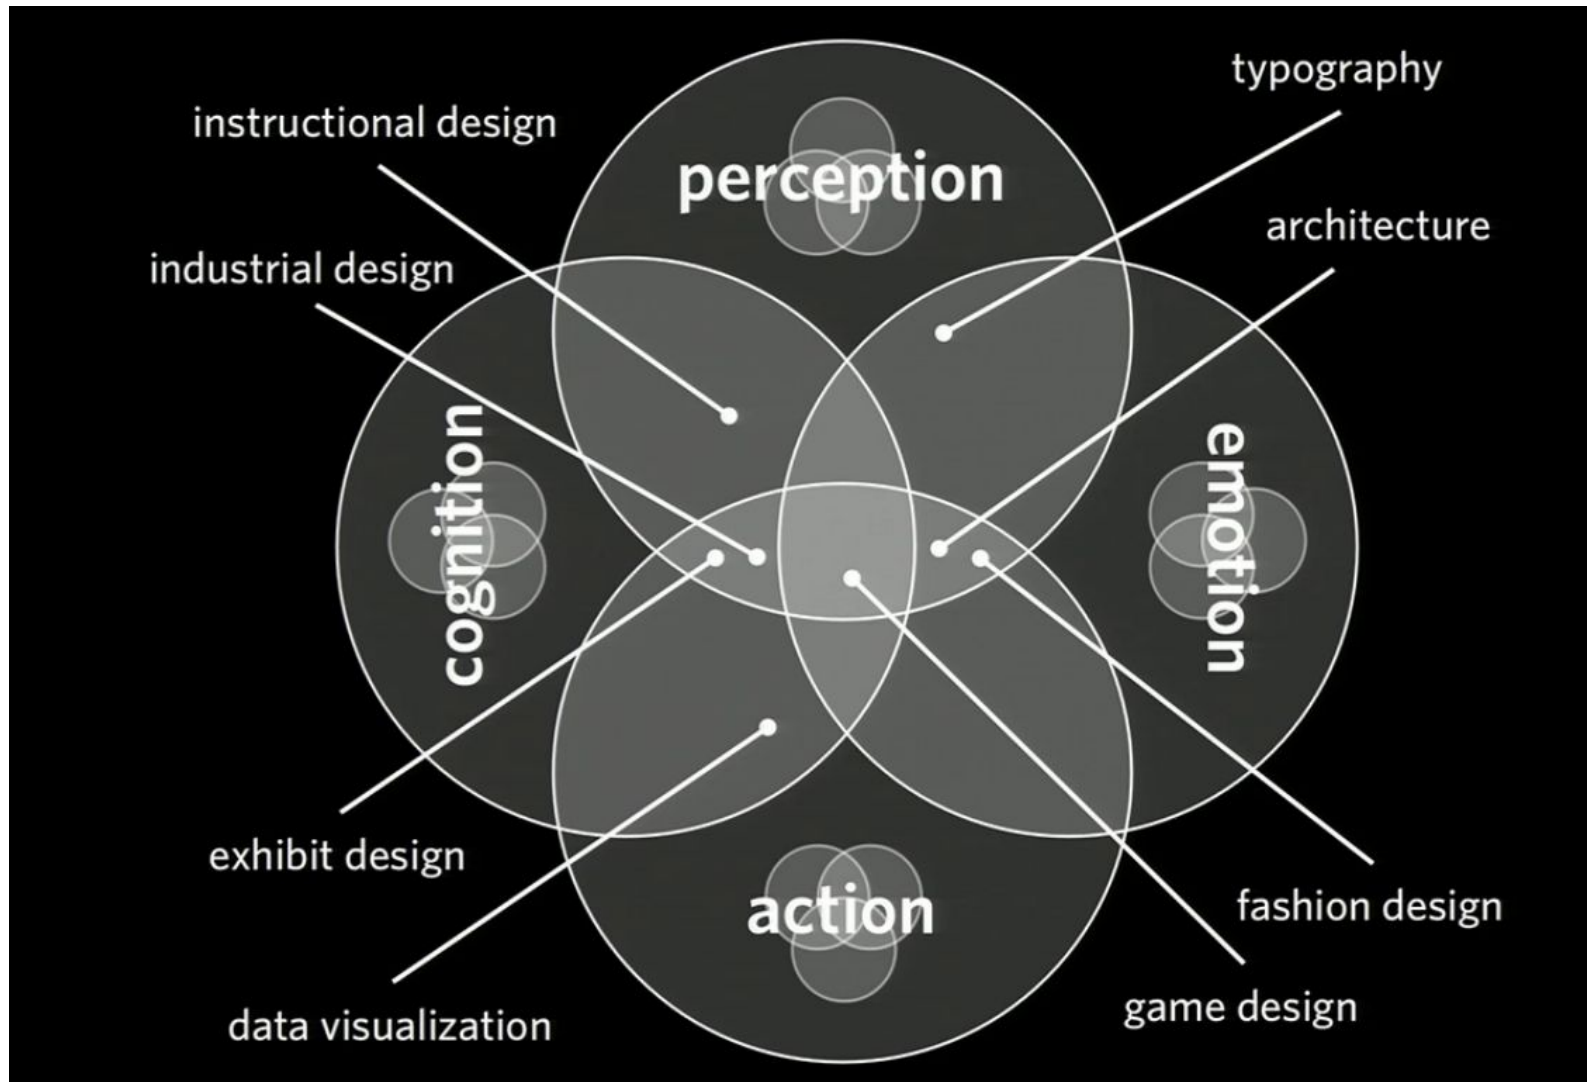 typography
instructional design
perception
architecture
industrial design
cognition
emotion
exhibit design
action
fashion design
game design
data visualization